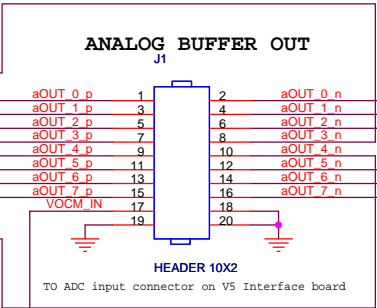 ANALOG BUFFER OUT
J1
aOUT_0_p 1 2 aOUT_0_n
aOUT_1_p 3 4 aOUT_1_n
aOUT_2_p 5 6 aOUT_2_n
aOUT_3_p 7 8 aOUT_3_n
aOUT_4_p 9 10 aOUT_4_n
aOUT_5_p 11 12 aOUT_5_n
aOUT_6_p 13 14 aOUT_6_n
aOUT_7_p 15 16 aOUT_7_n
VOCM_IN 17 18
19 20
HEADER 10X2
TO ADC input connector on V5 Interface board